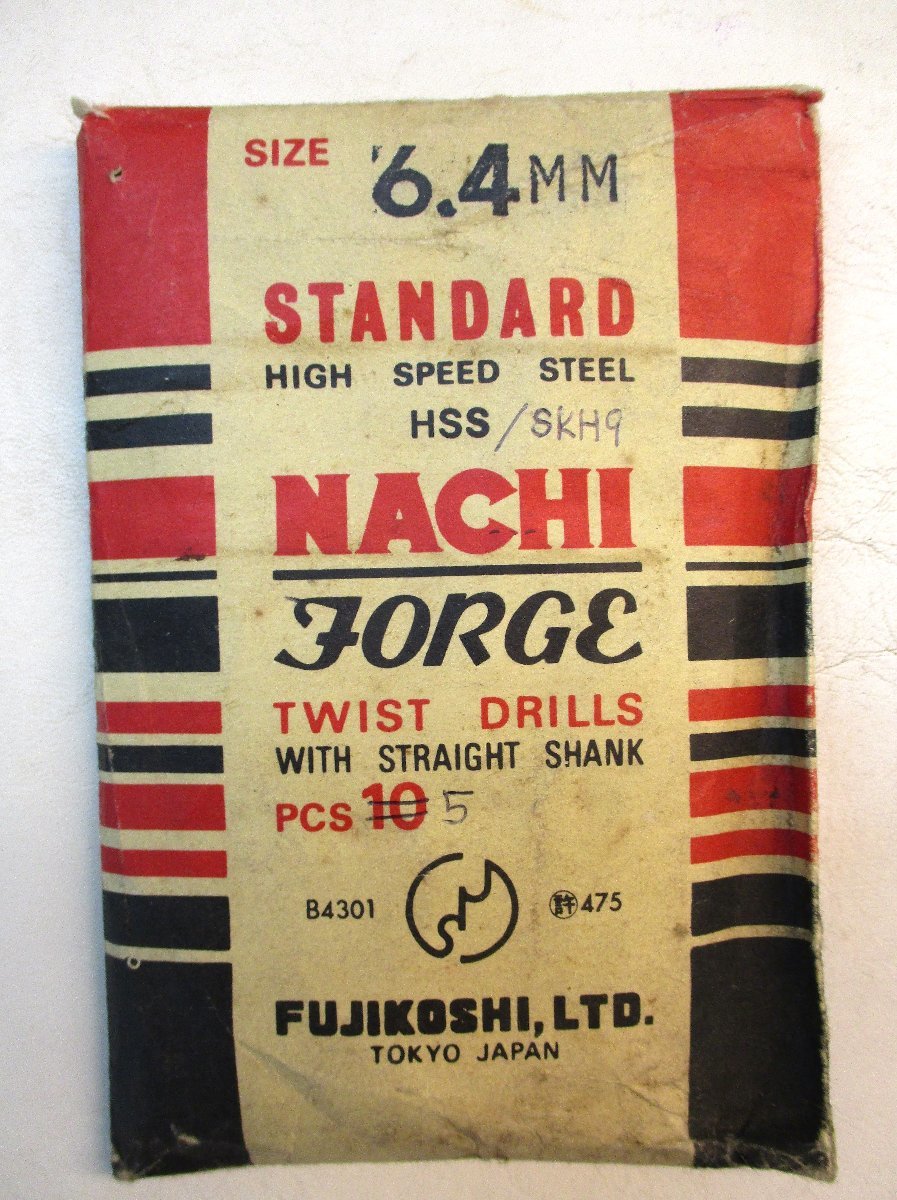 SIZE 6.4MM
STANDARD
HIGH SPEED STEEL
HSS/SKH9
NACHI
FORGE
TWIST DRILLS
WITH STRAIGHT SHANK
PCS 10 5
B4301 許475
FUJIKOSHI, LTD.
TOKYO JAPAN